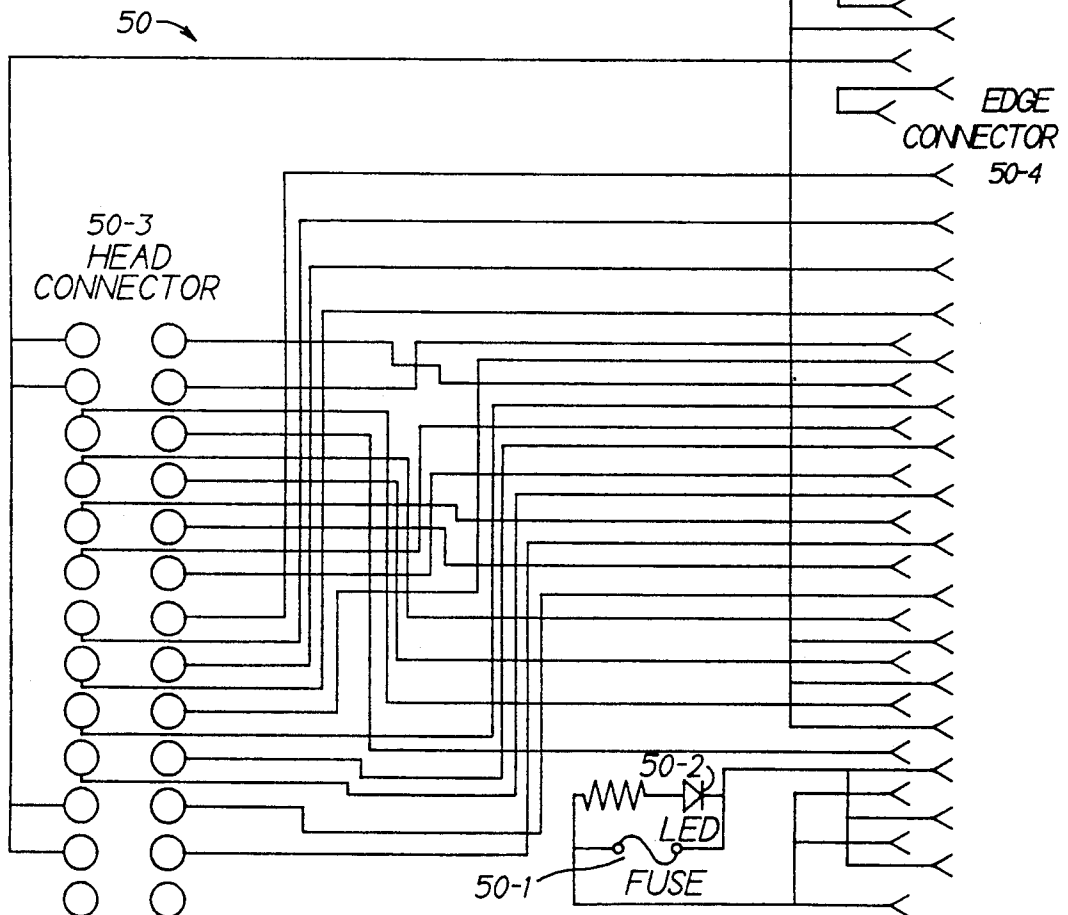 50
EDGE
CONNECTOR
50-4
50-3
HEAD
CONNECTOR
50-2
LED
50-1
FUSE